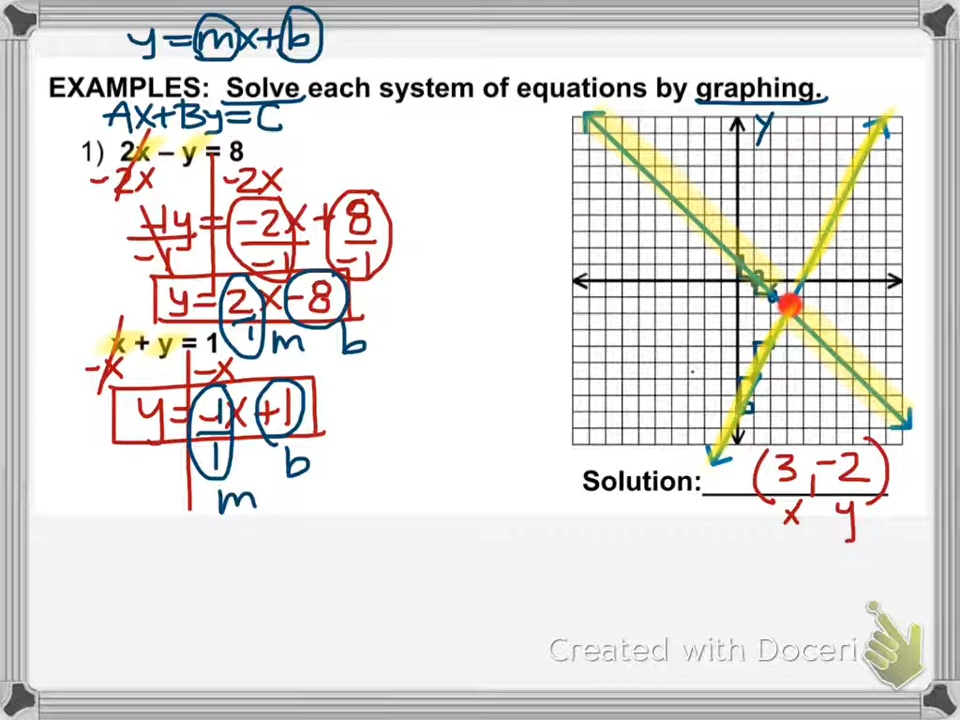 y = mx + b
EXAMPLES: Solve each system of equations by graphing.
Ax + By = C
1) 2x – y = 8
-2x -2x
-1y = -2x + 8
-1 -1 -1
y = 2x - 8
1 m b
x + y = 1
-x -x
y = -1x + 1
1 b
m
y
Solution: (3, -2)
x y
Created with Doceri